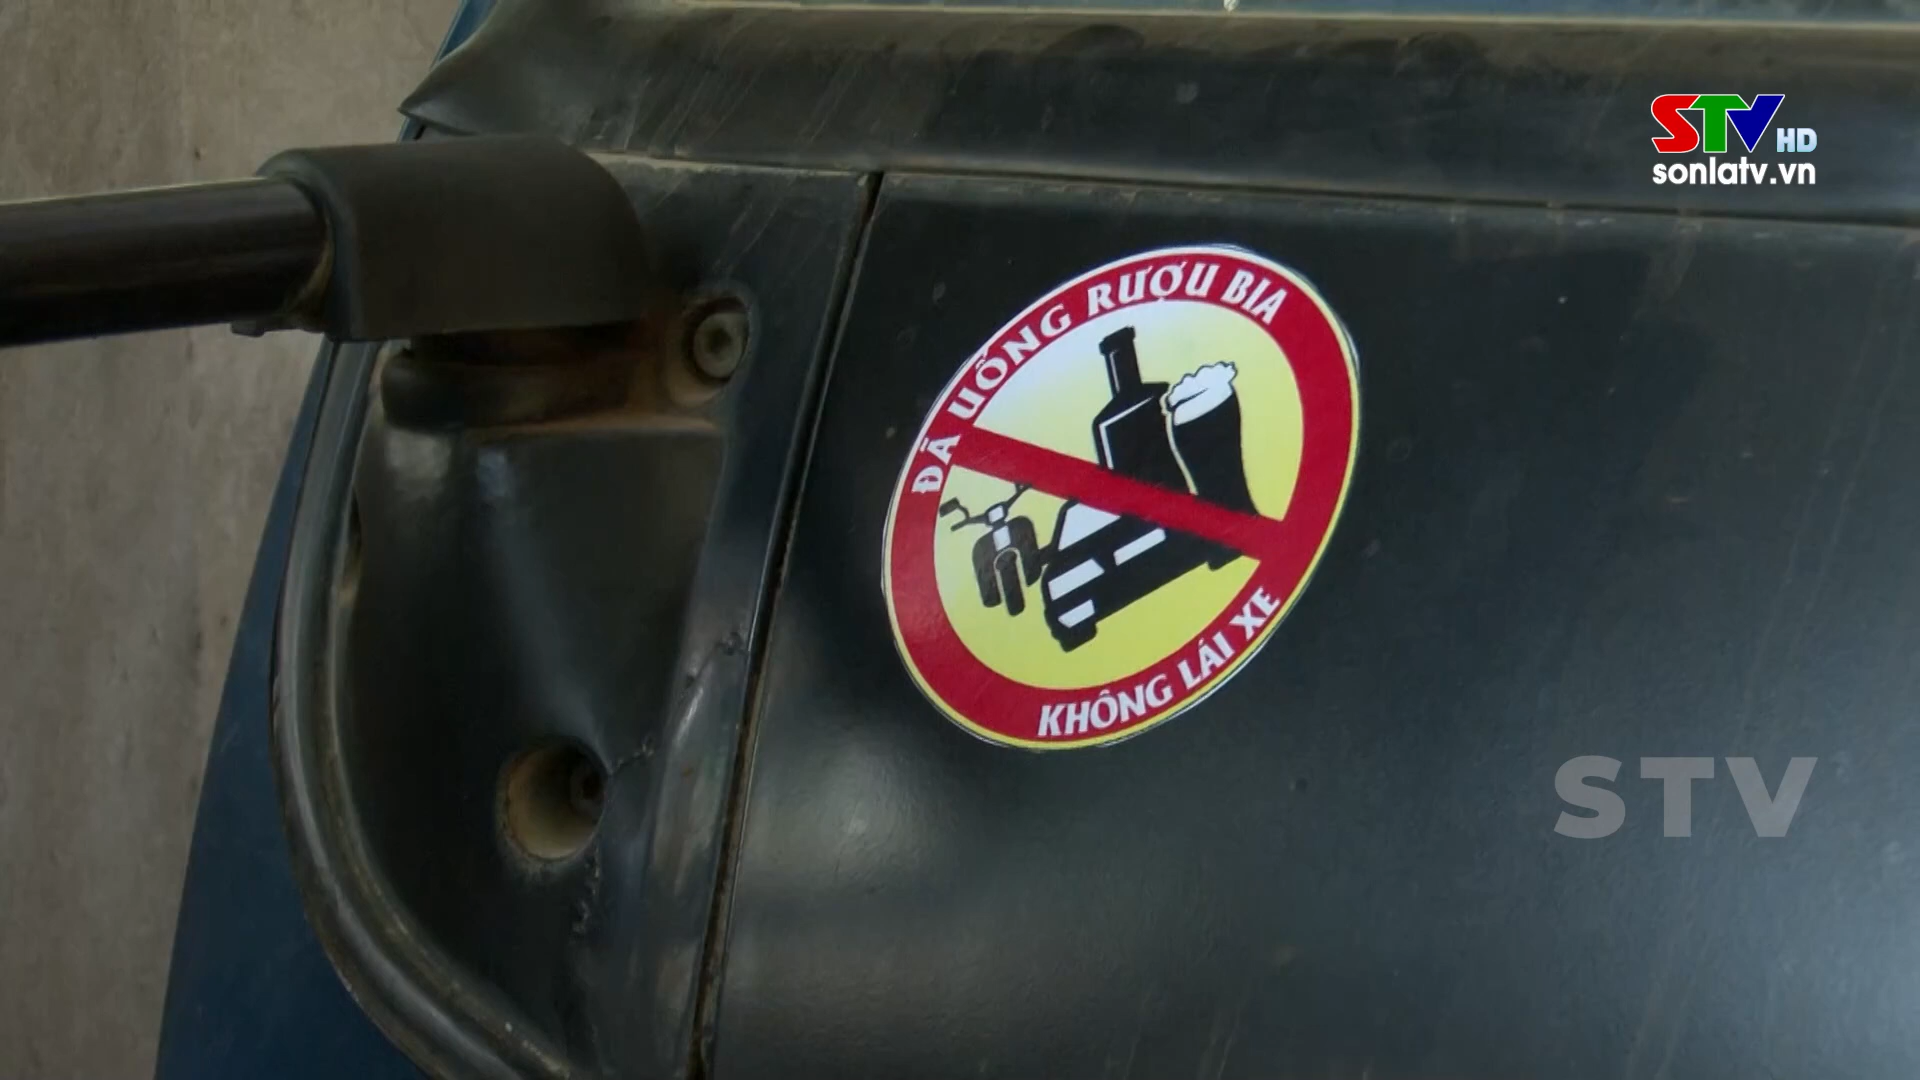 STV HD
sonlatv.vn
ĐÃ UỐNG RƯỢU BIA
KHÔNG LÁI XE
STV